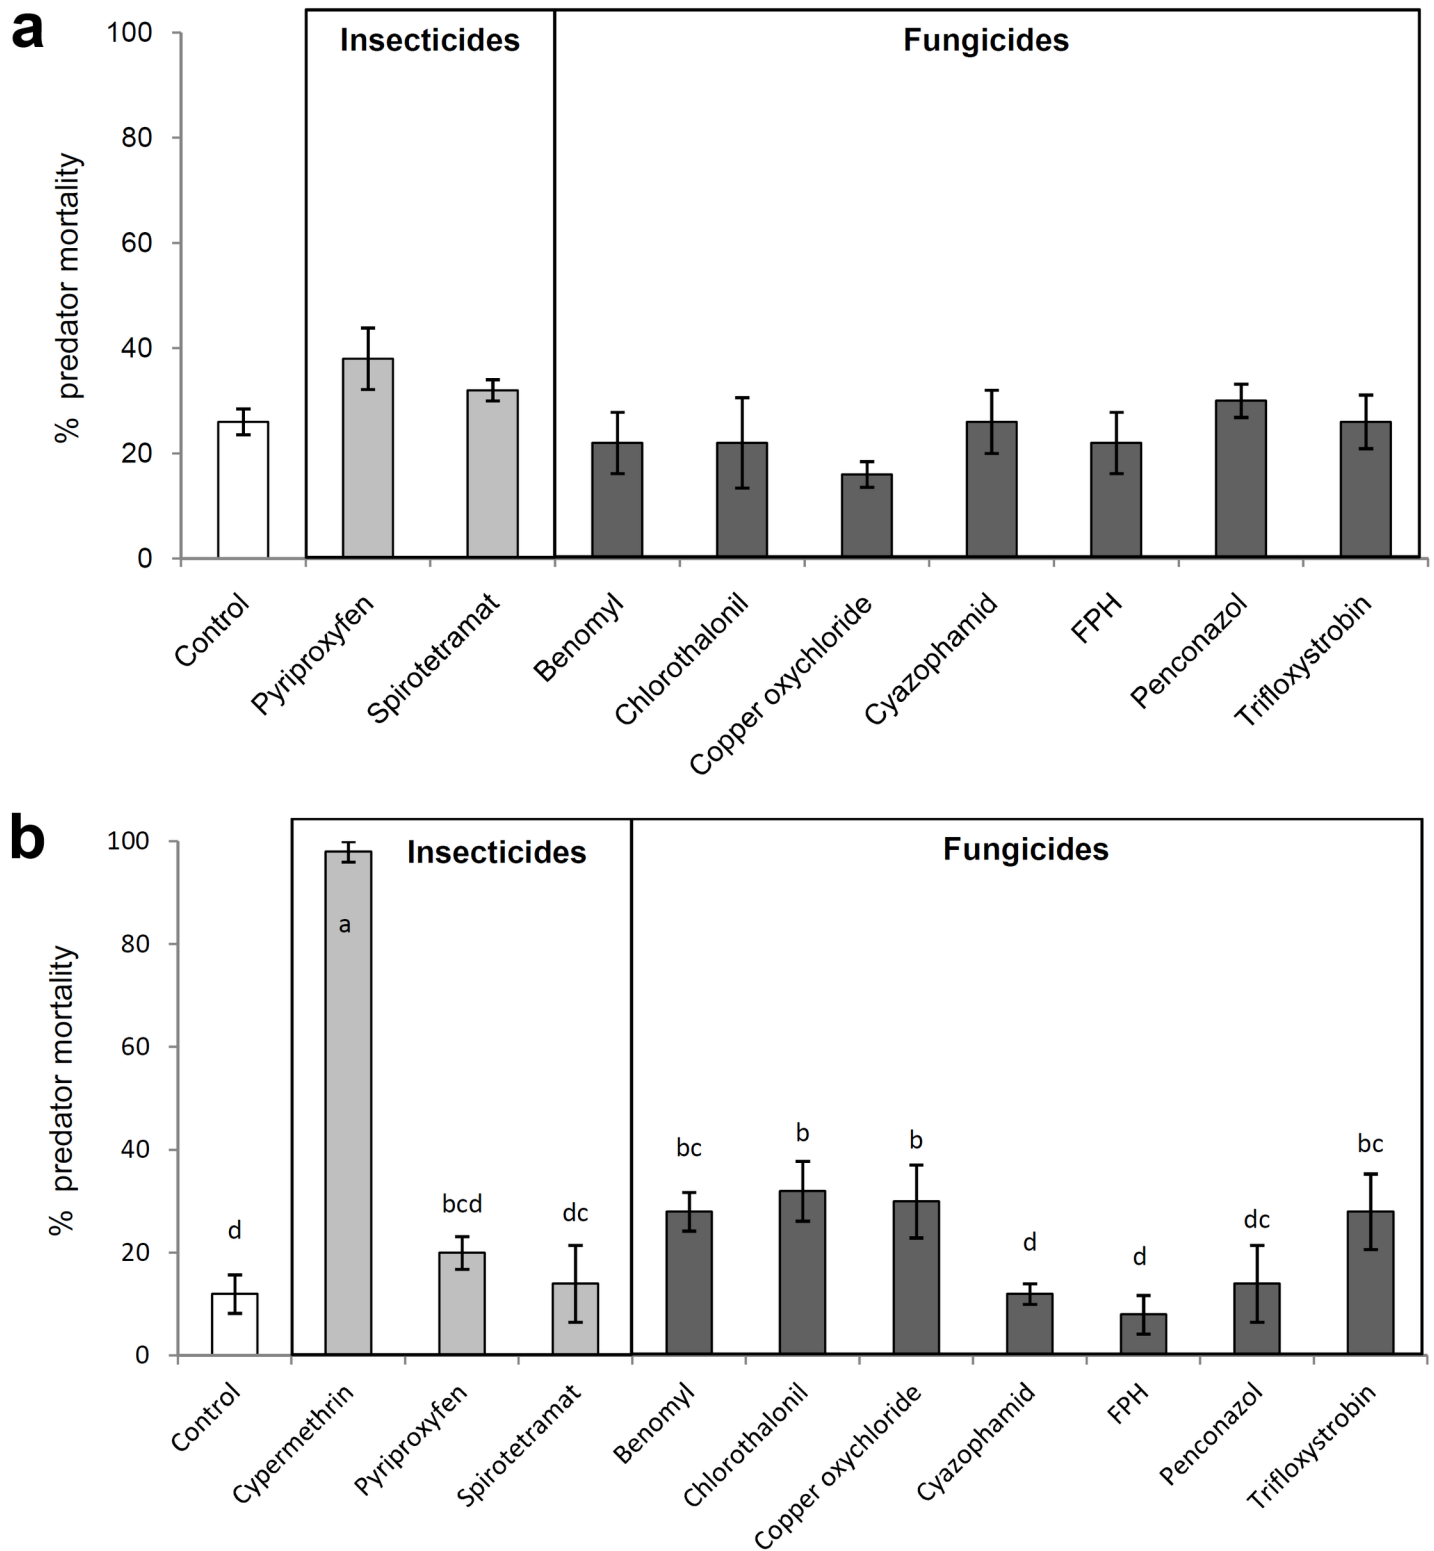 a
Insecticides
Fungicides
% predator mortality
100
80
60
40
20
0
Control
Pyriproxyfen
Spirotetramat
Benomyl
Chlorothalonil
Copper oxychloride
Cyazophamid
FPH
Penconazol
Trifloxystrobin
b
Insecticides
Fungicides
% predator mortality
100
80
60
40
20
0
d
a
bcd
dc
bc
b
b
d
d
dc
bc
Control
Cypermethrin
Pyriproxyfen
Spirotetramat
Benomyl
Chlorothalonil
Copper oxychloride
Cyazophamid
FPH
Penconazol
Trifloxystrobin